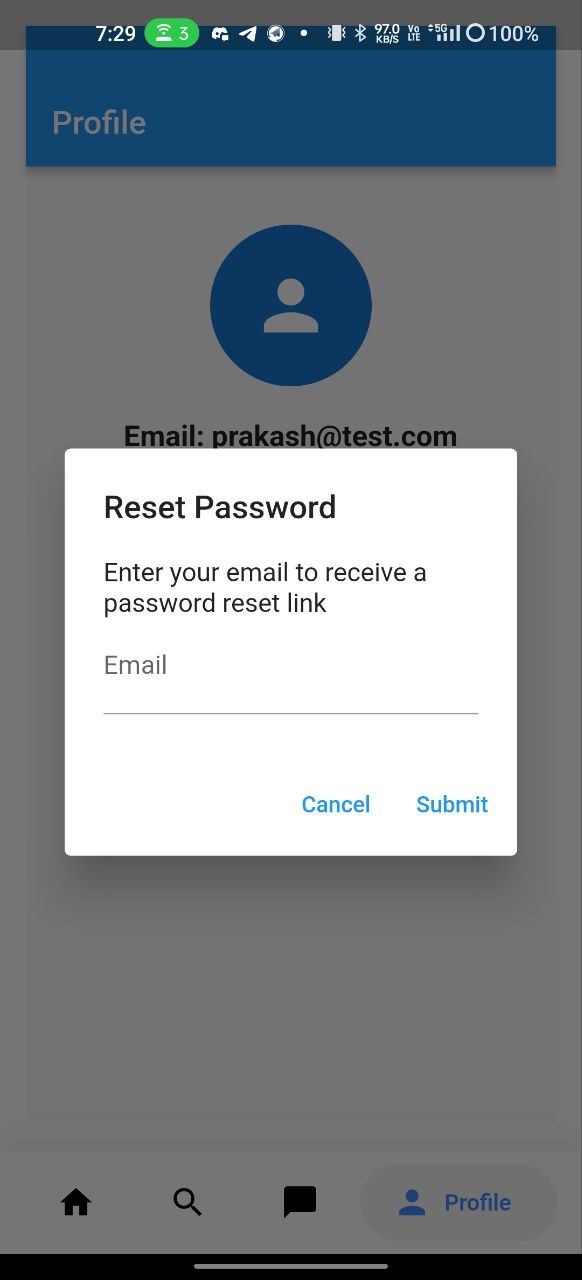 7:29 3 97.0 KB/S Vo LTE 5G 100%
Profile
Email: prakash@test.com
Reset Password
Enter your email to receive a
password reset link
Email
Cancel Submit
Profile